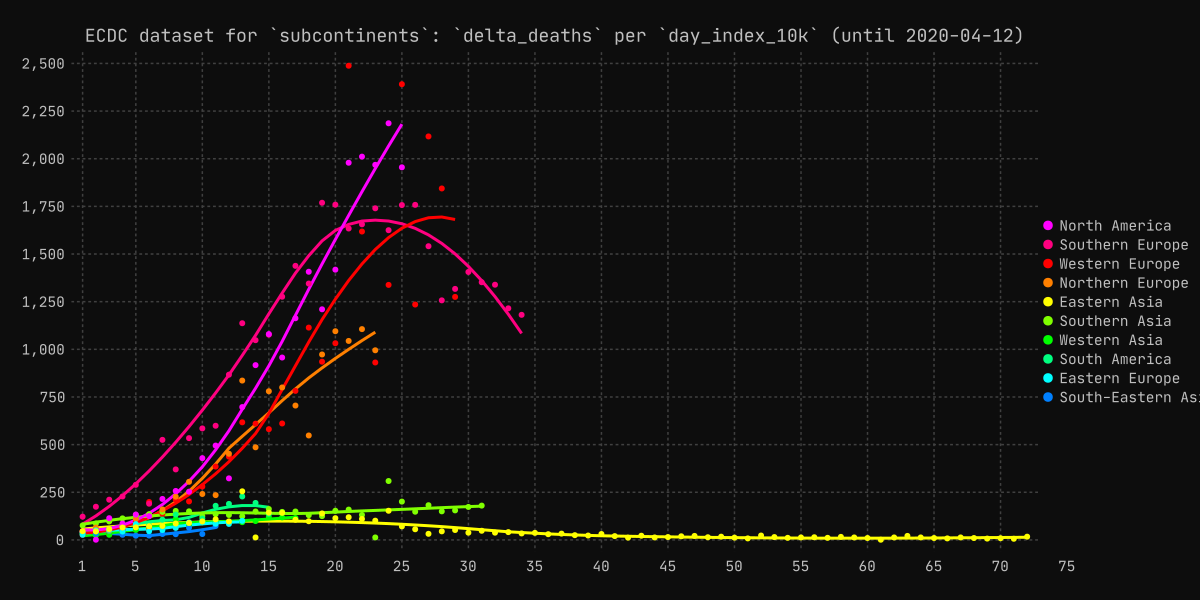 ECDC dataset for `subcontinents`: `delta_deaths` per `day_index_10k` (until 2020-04-12)
2,500
2,250
2,000
1,750
1,500
1,250
1,000
750
500
250
0
1 5 10 15 20 25 30 35 40 45 50 55 60 65 70 75
North America
Southern Europe
Western Europe
Northern Europe
Eastern Asia
Southern Asia
Western Asia
South America
Eastern Europe
South-Eastern As